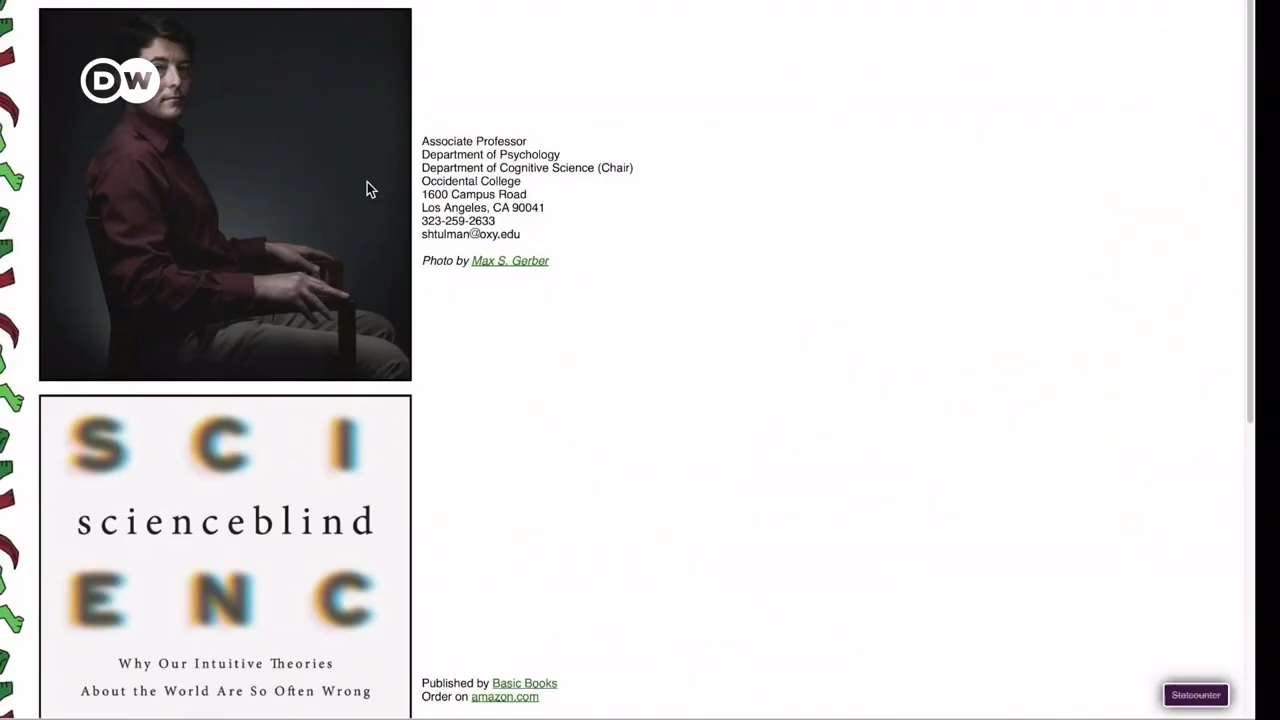 DW
Associate Professor
Department of Psychology
Department of Cognitive Science (Chair)
Occidental College
1600 Campus Road
Los Angeles, CA 90041
323-259-2633
shtulman@oxy.edu
Photo by Max S. Gerber
SCI
scienceblind
ENC
Why Our Intuitive Theories
About the World Are So Often Wrong
Published by Basic Books
Order on amazon.com
Statcounter